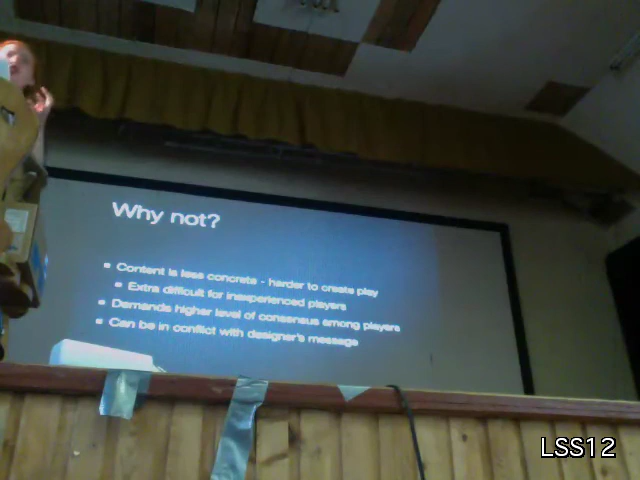 Why not?
Content is less concrete - harder to create play
Extra difficult for inexperienced players
Demands higher level of consensus among players
Can be in conflict with designer's message
LSS12